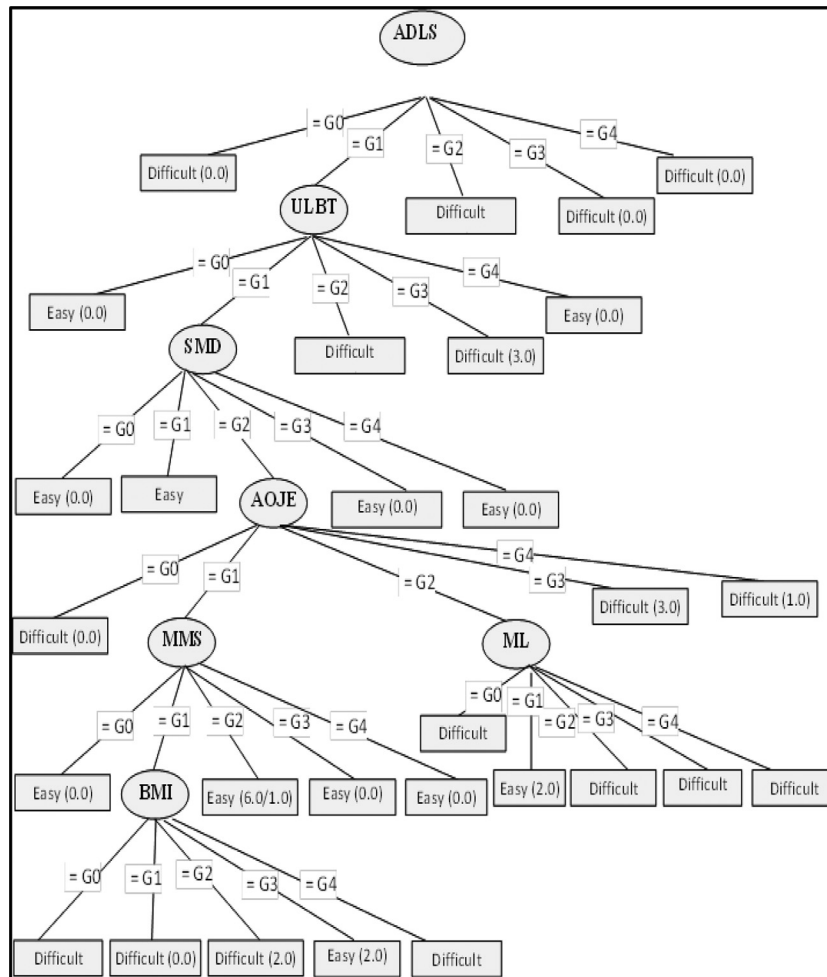 ADLS
= G0
= G1
= G2
= G3
= G4
Difficult (0.0)
ULBT
Difficult
Difficult (0.0)
Difficult (0.0)
= G0
= G1
= G2
= G3
= G4
Easy (0.0)
SMD
Difficult
Difficult (3.0)
Easy (0.0)
= G0
= G1
= G2
= G3
= G4
Easy (0.0)
Easy
AOJE
Easy (0.0)
Easy (0.0)
= G0
= G1
= G2
= G3
= G4
Difficult (0.0)
MMS
ML
Difficult (3.0)
Difficult (1.0)
= G0
= G1
= G2
= G3
= G4
= G0
= G1
= G2
= G3
= G4
Easy (0.0)
BMI
Easy (6.0/1.0)
Easy (0.0)
Easy (0.0)
Difficult
Easy (2.0)
Difficult
Difficult
Difficult
= G0
= G1
= G2
= G3
= G4
Difficult
Difficult (0.0)
Difficult (2.0)
Easy (2.0)
Difficult